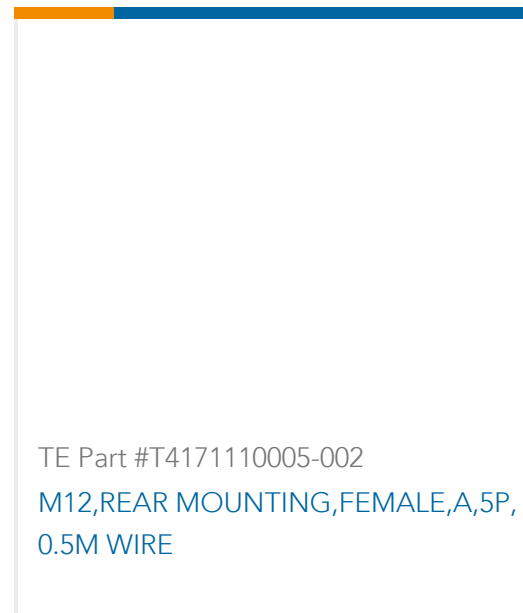 TE Part #T4171110005-002
M12,REAR MOUNTING,FEMALE,A,5P,
0.5M WIRE